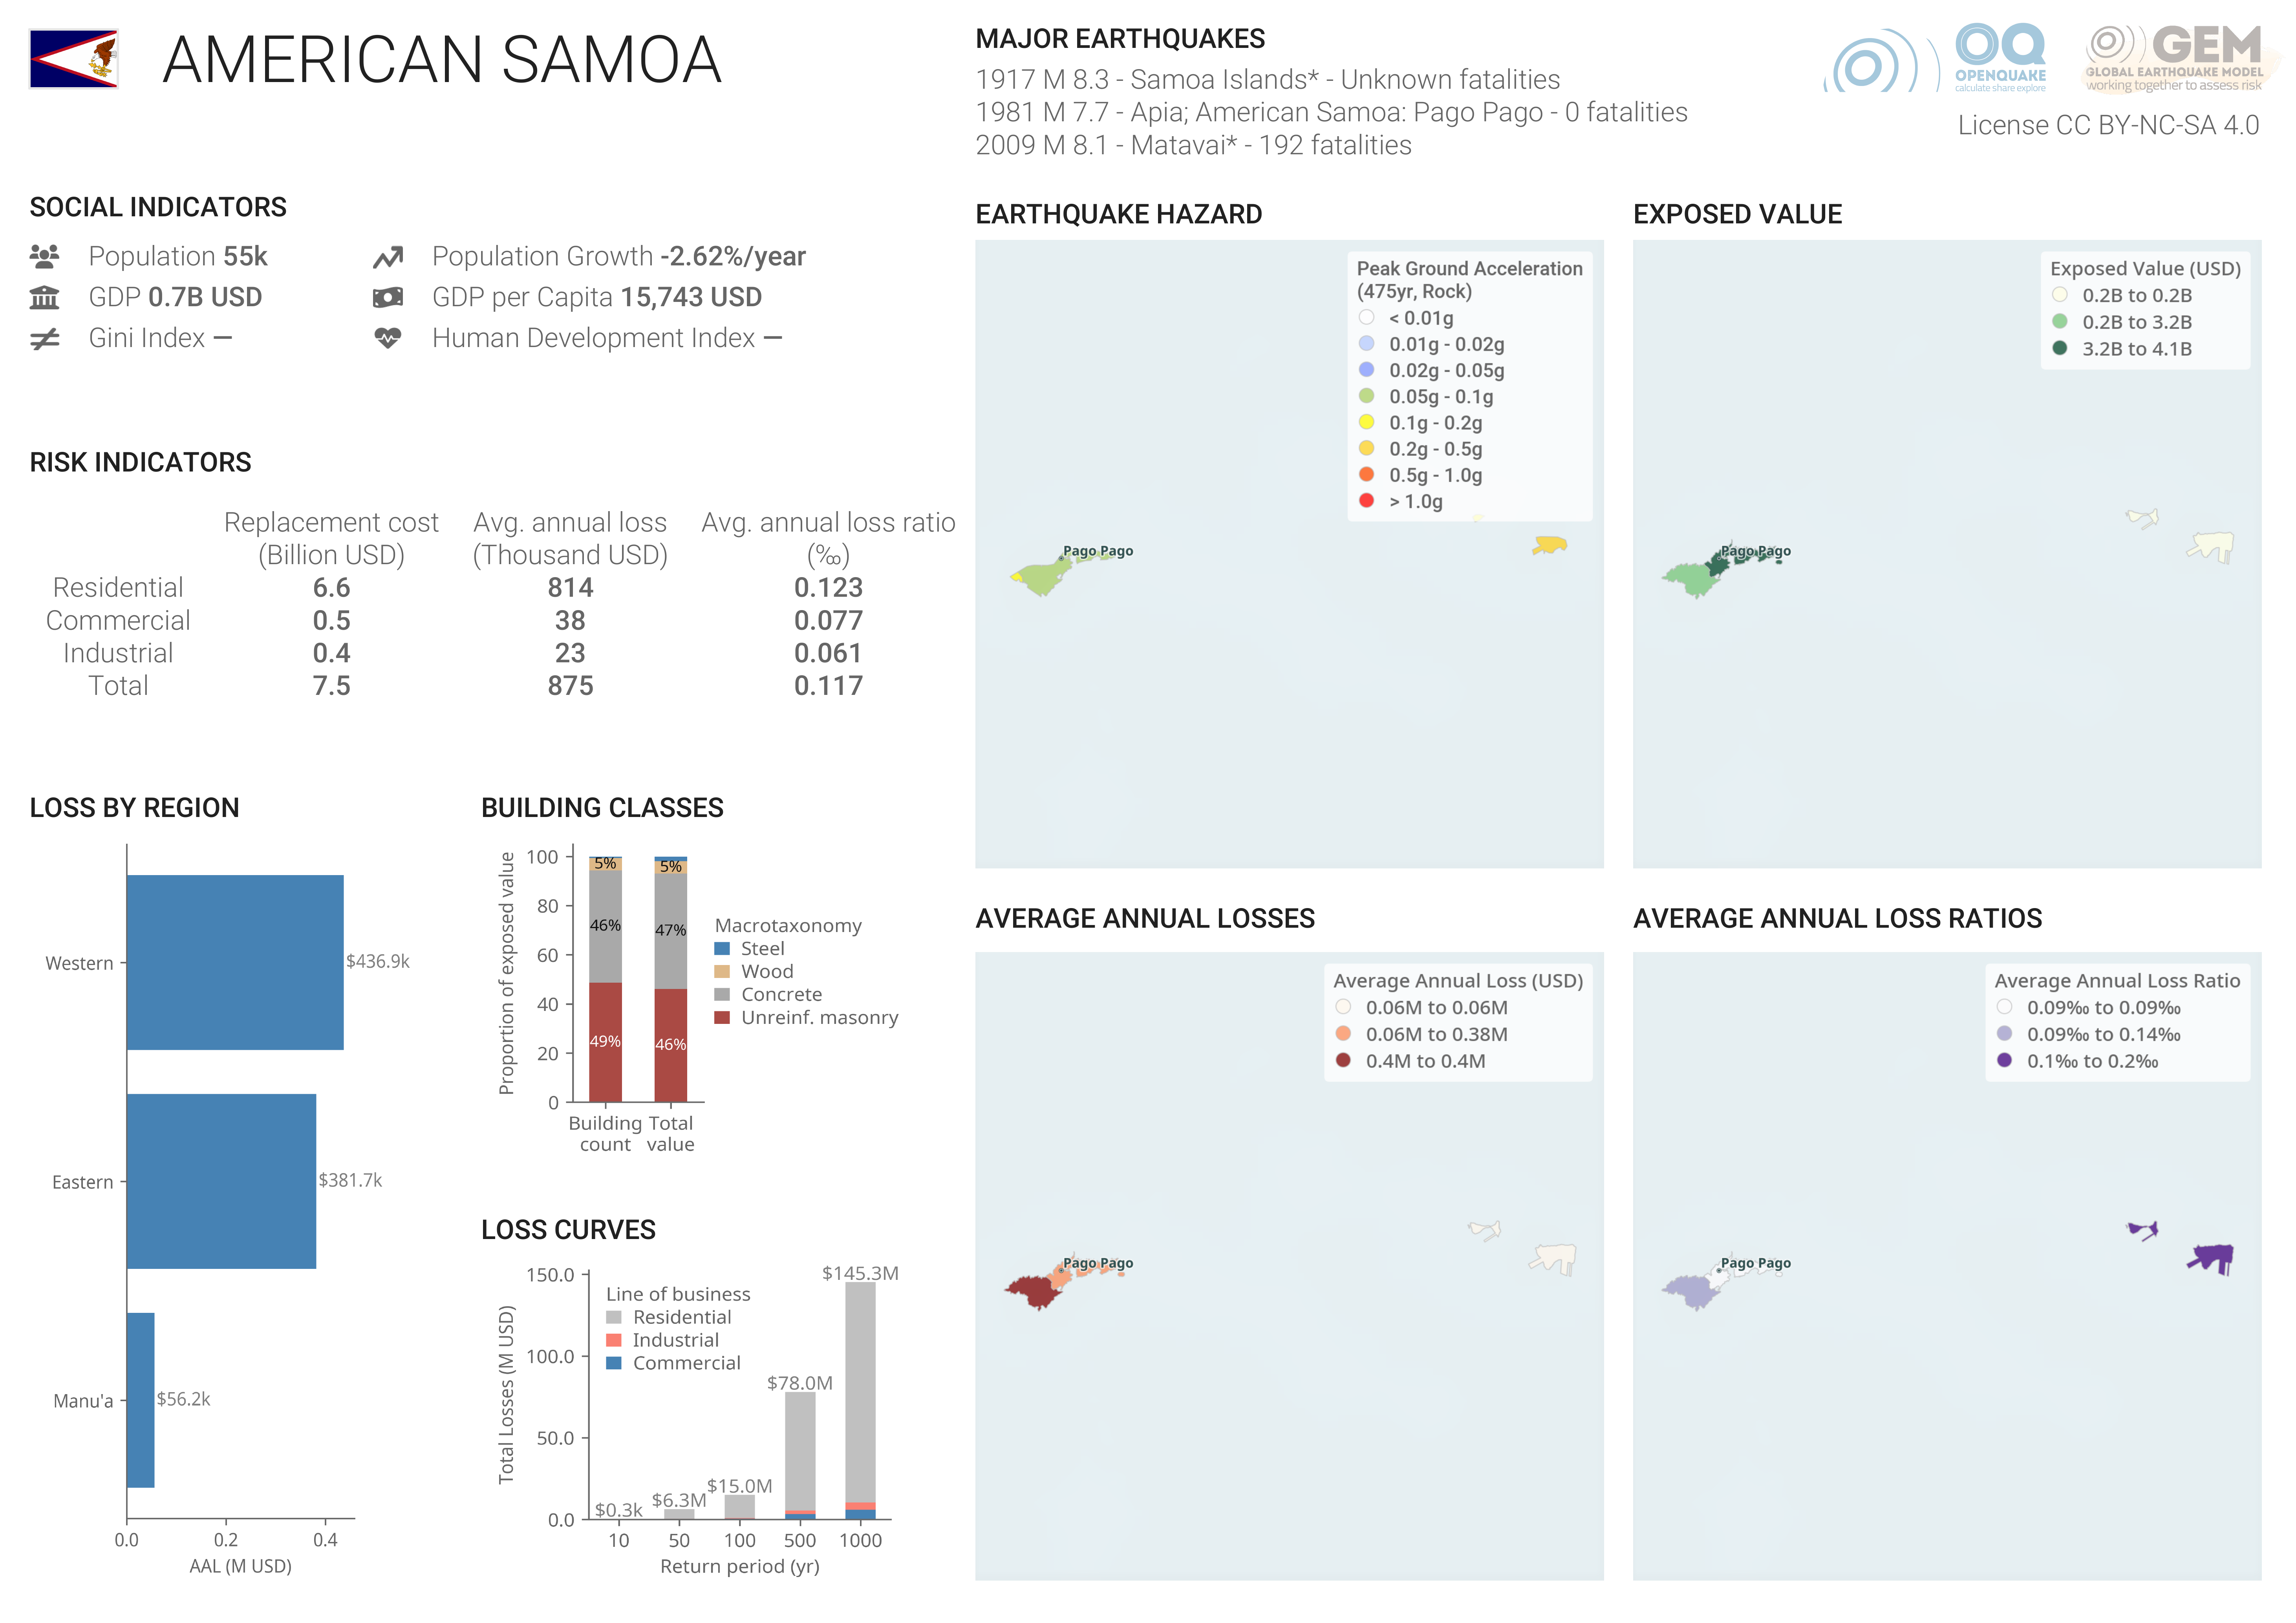 AMERICAN SAMOA
MAJOR EARTHQUAKES
1917 M 8.3 - Samoa Islands* - Unknown fatalities
1981 M 7.7 - Apia; American Samoa: Pago Pago - 0 fatalities
2009 M 8.1 - Matavai* - 192 fatalities
OQ
OPENQUAKE
calculate share explore
GEM
GLOBAL EARTHQUAKE MODEL
working together to assess risk
License CC BY-NC-SA 4.0
SOCIAL INDICATORS
Population 55k
Population Growth -2.62%/year
GDP 0.7B USD
GDP per Capita 15,743 USD
Gini Index —
Human Development Index —
RISK INDICATORS
Replacement cost Avg. annual loss Avg. annual loss ratio
(Billion USD) (Thousand USD) (‰)
Residential 6.6 814 0.123
Commercial 0.5 38 0.077
Industrial 0.4 23 0.061
Total 7.5 875 0.117
LOSS BY REGION
Western
$436.9k
Eastern
$381.7k
Manu'a
$56.2k
0.0 0.2 0.4
AAL (M USD)
BUILDING CLASSES
Proportion of exposed value
100
80
60
40
20
0
5% 5%
46% 47%
49% 46%
Building Total
count value
Macrotaxonomy
Steel
Wood
Concrete
Unreinf. masonry
LOSS CURVES
Total Losses (M USD)
150.0
100.0
50.0
0.0
Line of business
Residential
Industrial
Commercial
$0.3k
$6.3M
$15.0M
$78.0M
$145.3M
10 50 100 500 1000
Return period (yr)
EARTHQUAKE HAZARD
Peak Ground Acceleration
(475yr, Rock)
< 0.01g
0.01g - 0.02g
0.02g - 0.05g
0.05g - 0.1g
0.1g - 0.2g
0.2g - 0.5g
0.5g - 1.0g
> 1.0g
Pago Pago
EXPOSED VALUE
Exposed Value (USD)
0.2B to 0.2B
0.2B to 3.2B
3.2B to 4.1B
Pago Pago
AVERAGE ANNUAL LOSSES
Average Annual Loss (USD)
0.06M to 0.06M
0.06M to 0.38M
0.4M to 0.4M
Pago Pago
AVERAGE ANNUAL LOSS RATIOS
Average Annual Loss Ratio
0.09‰ to 0.09‰
0.09‰ to 0.14‰
0.1‰ to 0.2‰
Pago Pago